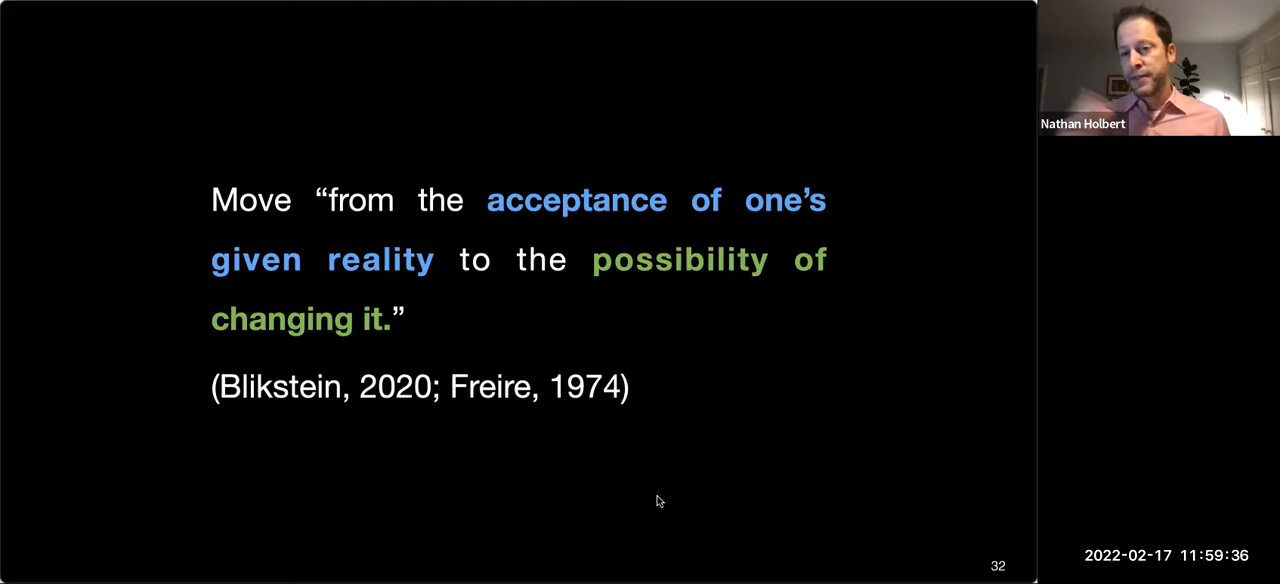 Move “from the acceptance of one’s
given reality to the possibility of
changing it.”
(Blikstein, 2020; Freire, 1974)
32
Nathan Holbert
2022-02-17 11:59:36